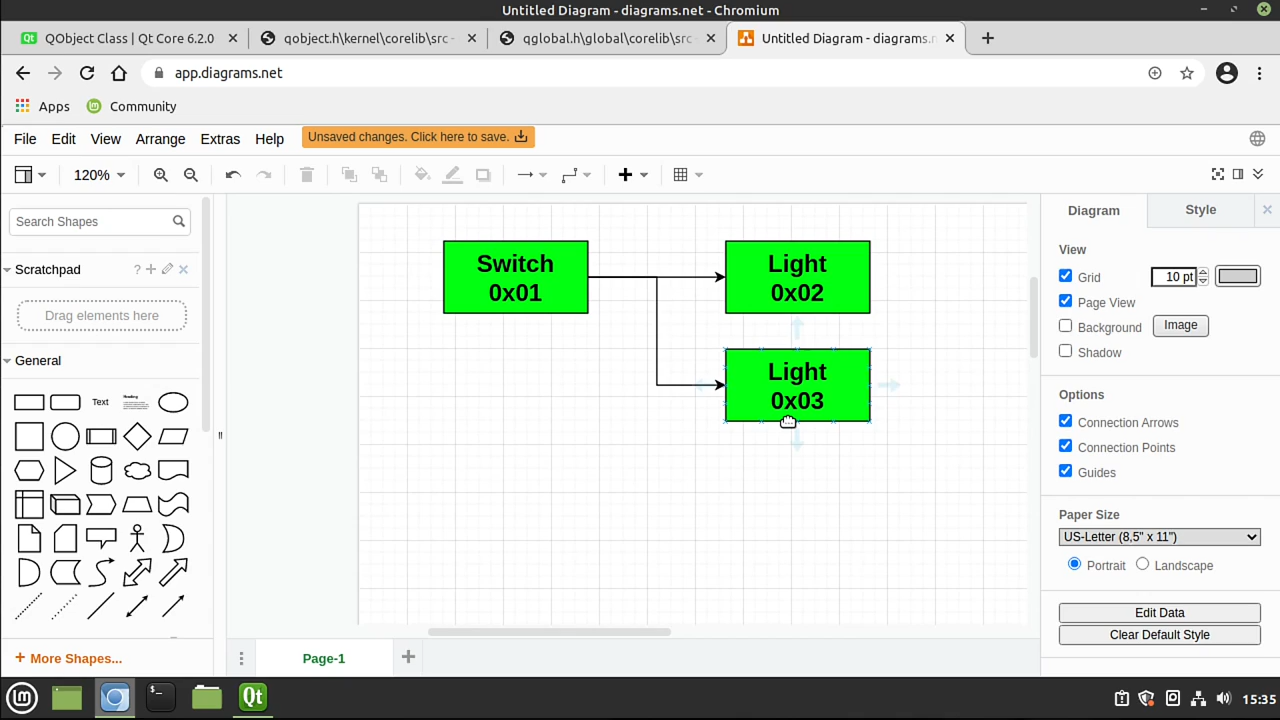 Untitled Diagram - diagrams.net - Chromium
QObject Class | Qt Core 6.2.0
qobject.h\kernel\corelib\src -
qglobal.h\global\corelib\src -
Untitled Diagram - diagrams.n
app.diagrams.net
Apps
Community
File Edit View Arrange Extras Help
Unsaved changes. Click here to save.
120%
Search Shapes
Scratchpad
Drag elements here
General
Text
Heading
More Shapes...
Switch
0x01
Light
0x02
Light
0x03
Page-1
Diagram
Style
View
Grid
10 pt
Page View
Background
Image
Shadow
Options
Connection Arrows
Connection Points
Guides
Paper Size
US-Letter (8,5" x 11")
Portrait
Landscape
Edit Data
Clear Default Style
Qt
15:35